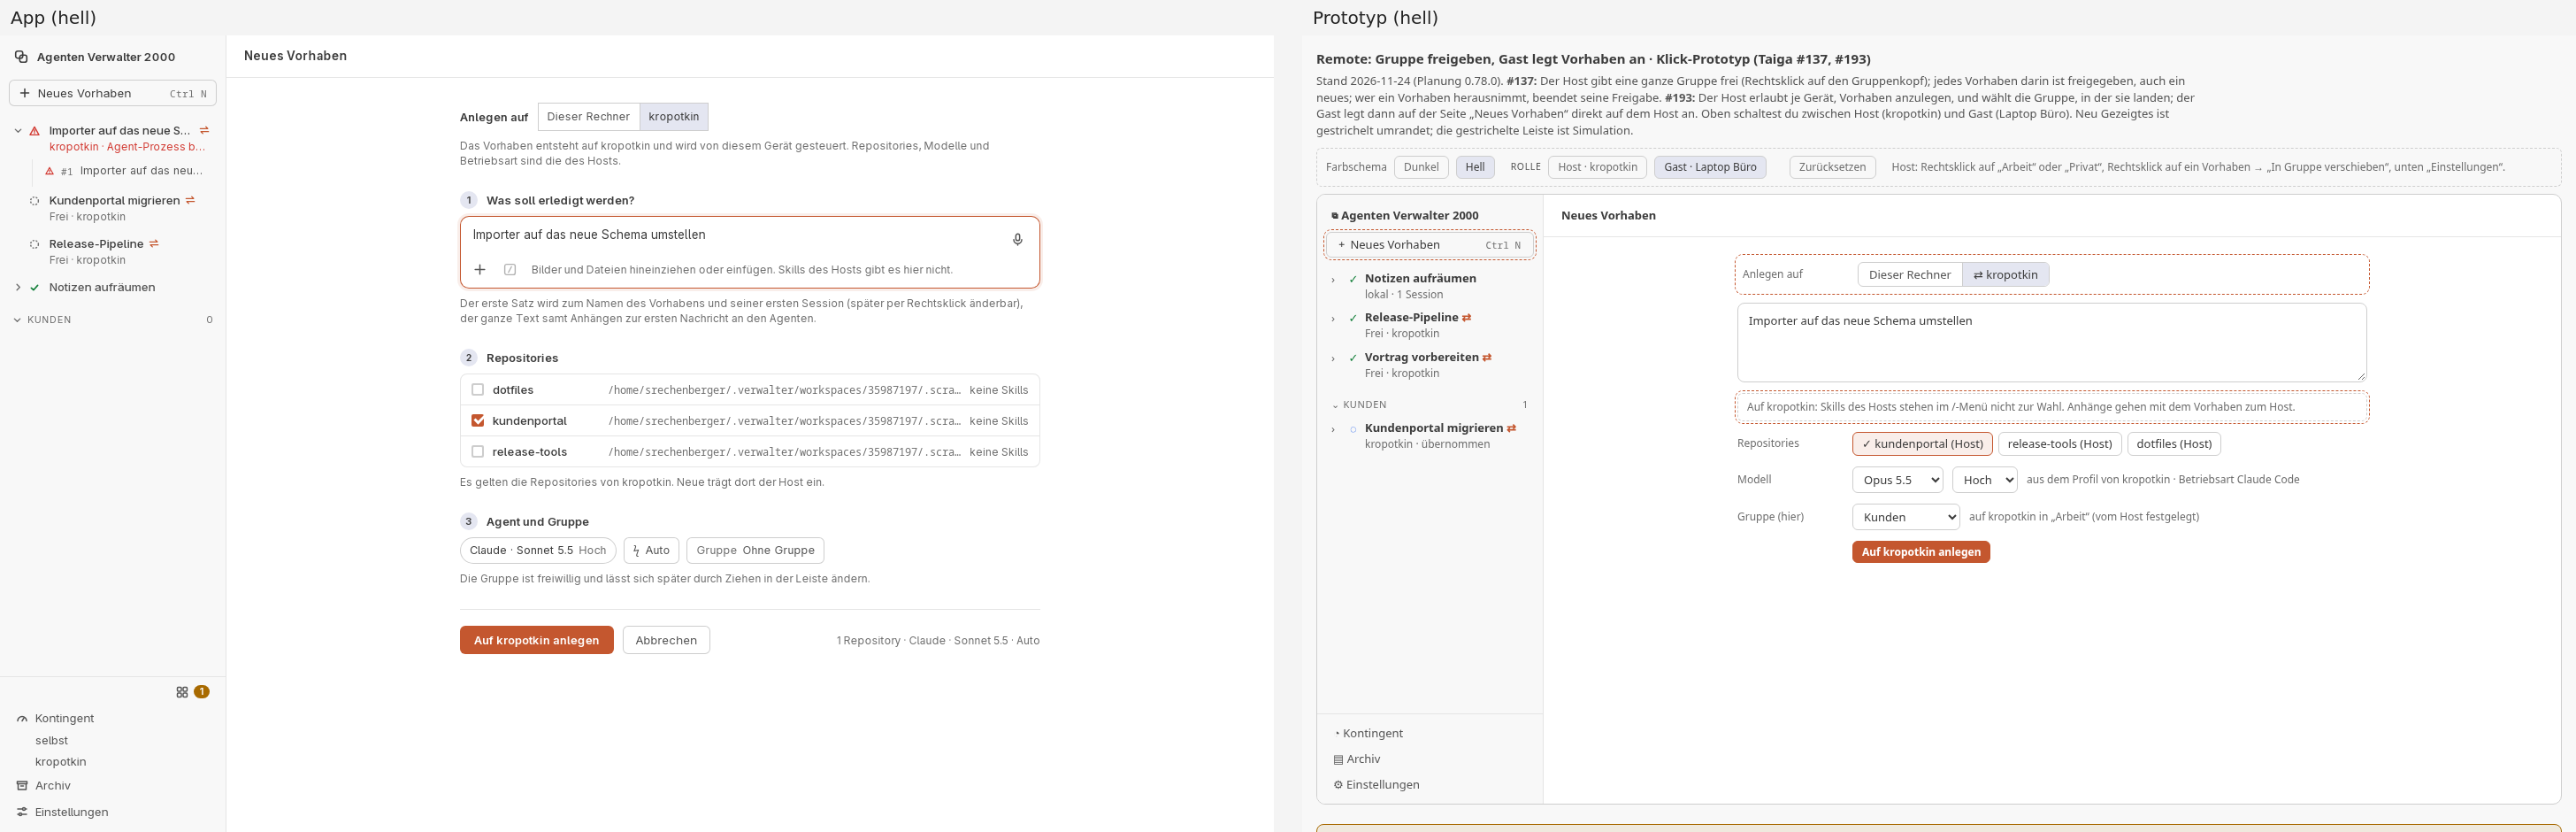 App (hell)
Agenten Verwalter 2000
Neues Vorhaben Ctrl N
Importer auf das neue S…
kropotkin · Agent-Prozess b…
#1 Importer auf das neu…
Kundenportal migrieren
Frei · kropotkin
Release-Pipeline
Frei · kropotkin
Notizen aufräumen
KUNDEN 0
1
Kontingent
selbst
kropotkin
Archiv
Einstellungen
Neues Vorhaben
Anlegen auf Dieser Rechner kropotkin
Das Vorhaben entsteht auf kropotkin und wird von diesem Gerät gesteuert. Repositories, Modelle und
Betriebsart sind die des Hosts.
1 Was soll erledigt werden?
Importer auf das neue Schema umstellen
Bilder und Dateien hineinziehen oder einfügen. Skills des Hosts gibt es hier nicht.
Der erste Satz wird zum Namen des Vorhabens und seiner ersten Session (später per Rechtsklick änderbar),
der ganze Text samt Anhängen zur ersten Nachricht an den Agenten.
2 Repositories
dotfiles /home/srechenberger/.verwalter/workspaces/35987197/.scra… keine Skills
kundenportal /home/srechenberger/.verwalter/workspaces/35987197/.scra… keine Skills
release-tools /home/srechenberger/.verwalter/workspaces/35987197/.scra… keine Skills
Es gelten die Repositories von kropotkin. Neue trägt dort der Host ein.
3 Agent und Gruppe
Claude · Sonnet 5.5 Hoch Auto Gruppe Ohne Gruppe
Die Gruppe ist freiwillig und lässt sich später durch Ziehen in der Leiste ändern.
Auf kropotkin anlegen Abbrechen 1 Repository · Claude · Sonnet 5.5 · Auto
Prototyp (hell)
Remote: Gruppe freigeben, Gast legt Vorhaben an · Klick-Prototyp (Taiga #137, #193)
Stand 2026-11-24 (Planung 0.78.0). #137: Der Host gibt eine ganze Gruppe frei (Rechtsklick auf den Gruppenkopf); jedes Vorhaben darin ist freigegeben, auch ein
neues; wer ein Vorhaben herausnimmt, beendet seine Freigabe. #193: Der Host erlaubt je Gerät, Vorhaben anzulegen, und wählt die Gruppe, in der sie landen; der
Gast legt dann auf der Seite „Neues Vorhaben“ direkt auf dem Host an. Oben schaltest du zwischen Host (kropotkin) und Gast (Laptop Büro). Neu Gezeigtes ist
gestrichelt umrandet; die gestrichelte Leiste ist Simulation.
Farbschema Dunkel Hell ROLLE Host · kropotkin Gast · Laptop Büro Zurücksetzen Host: Rechtsklick auf „Arbeit“ oder „Privat“, Rechtsklick auf ein Vorhaben → „In Gruppe verschieben“, unten „Einstellungen“.
Agenten Verwalter 2000
+ Neues Vorhaben Ctrl N
› ✓ Notizen aufräumen
lokal · 1 Session
› ✓ Release-Pipeline ⇄
Frei · kropotkin
› ✓ Vortrag vorbereiten ⇄
Frei · kropotkin
KUNDEN 1
› Kundenportal migrieren ⇄
kropotkin · übernommen
Kontingent
Archiv
Einstellungen
Neues Vorhaben
Anlegen auf Dieser Rechner ⇄ kropotkin
Importer auf das neue Schema umstellen
Auf kropotkin: Skills des Hosts stehen im /-Menü nicht zur Wahl. Anhänge gehen mit dem Vorhaben zum Host.
Repositories ✓ kundenportal (Host) release-tools (Host) dotfiles (Host)
Modell Opus 5.5 Hoch aus dem Profil von kropotkin · Betriebsart Claude Code
Gruppe (hier) Kunden auf kropotkin in „Arbeit“ (vom Host festgelegt)
Auf kropotkin anlegen